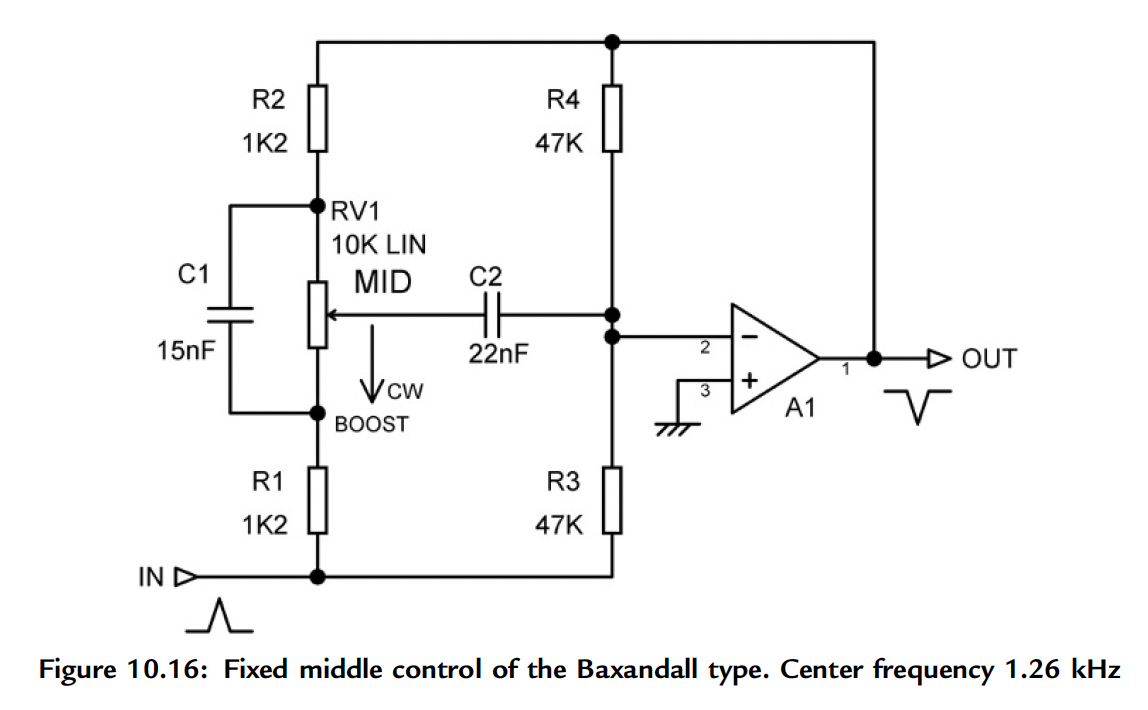 R2
1K2
R4
47K
RV1
10K LIN
MID
C1
15nF
C2
22nF
CW
BOOST
2
3
1
A1
OUT
R1
1K2
R3
47K
IN
Figure 10.16: Fixed middle control of the Baxandall type. Center frequency 1.26 kHz